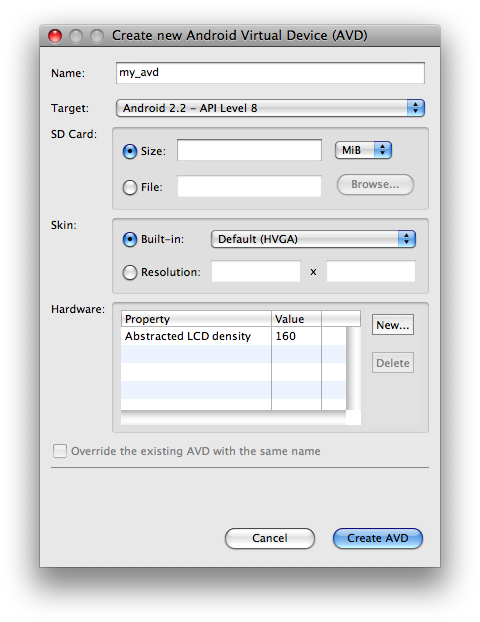 Create new Android Virtual Device (AVD)
Name: my_avd
Target: Android 2.2 – API Level 8
SD Card:
Size: MiB
File: Browse...
Skin:
Built-in: Default (HVGA)
Resolution: x
Hardware:
Property Value
New...
Abstracted LCD density 160
Delete
Override the existing AVD with the same name
Cancel Create AVD